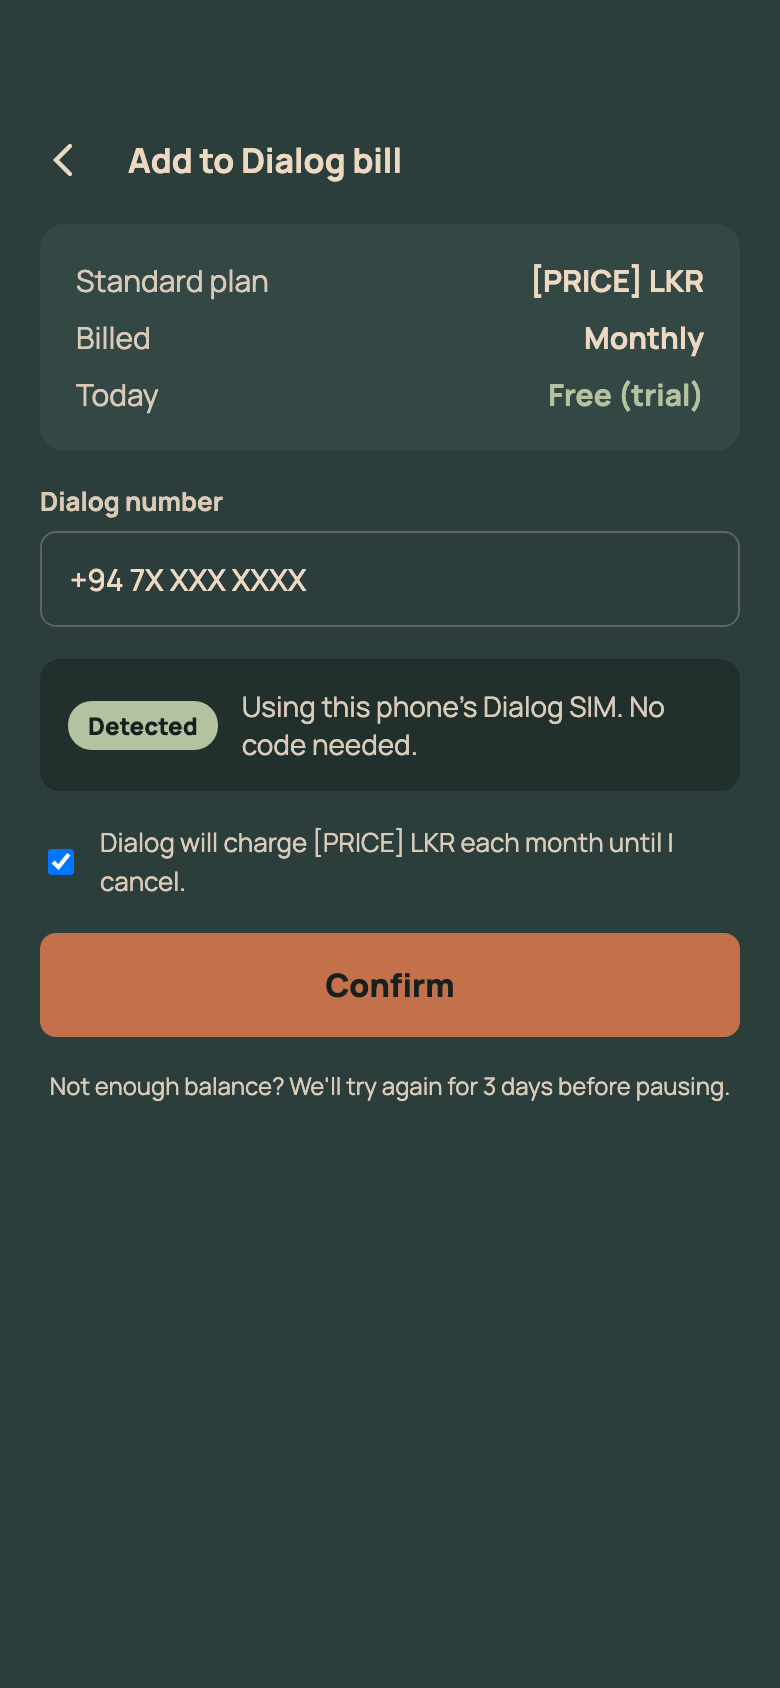 Add to Dialog bill
Standard plan [PRICE] LKR
Billed Monthly
Today Free (trial)
Dialog number
+94 7X XXX XXXX
Detected
Using this phone’s Dialog SIM. No
code needed.
Dialog will charge [PRICE] LKR each month until I
cancel.
Confirm
Not enough balance? We'll try again for 3 days before pausing.